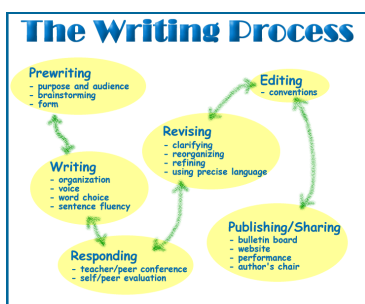 The Writing Process
Prewriting
- purpose and audience
- brainstorming
- form
Writing
- organization
- voice
- word choice
- sentence fluency
Responding
- teacher/peer conference
- self/peer evaluation
Revising
- clarifying
- reorganizing
- refining
- using precise language
Editing
- conventions
Publishing/Sharing
- bulletin board
- website
- performance
- author's chair